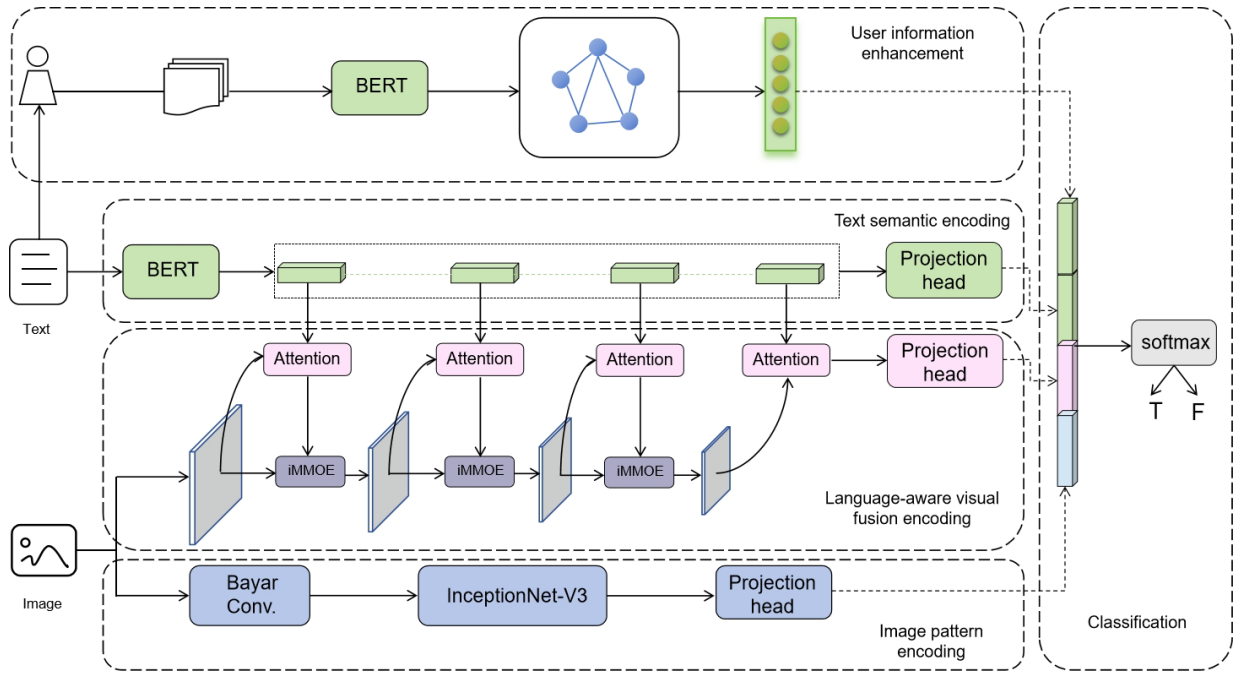 User information
enhancement
BERT
Text semantic encoding
BERT
Projection
head
Text
Attention
Attention
Attention
Attention
Projection
head
softmax
T F
iMMOE
iMMOE
iMMOE
Language-aware visual
fusion encoding
Image
Bayar
Conv.
InceptionNet-V3
Projection
head
Image pattern
encoding
Classification